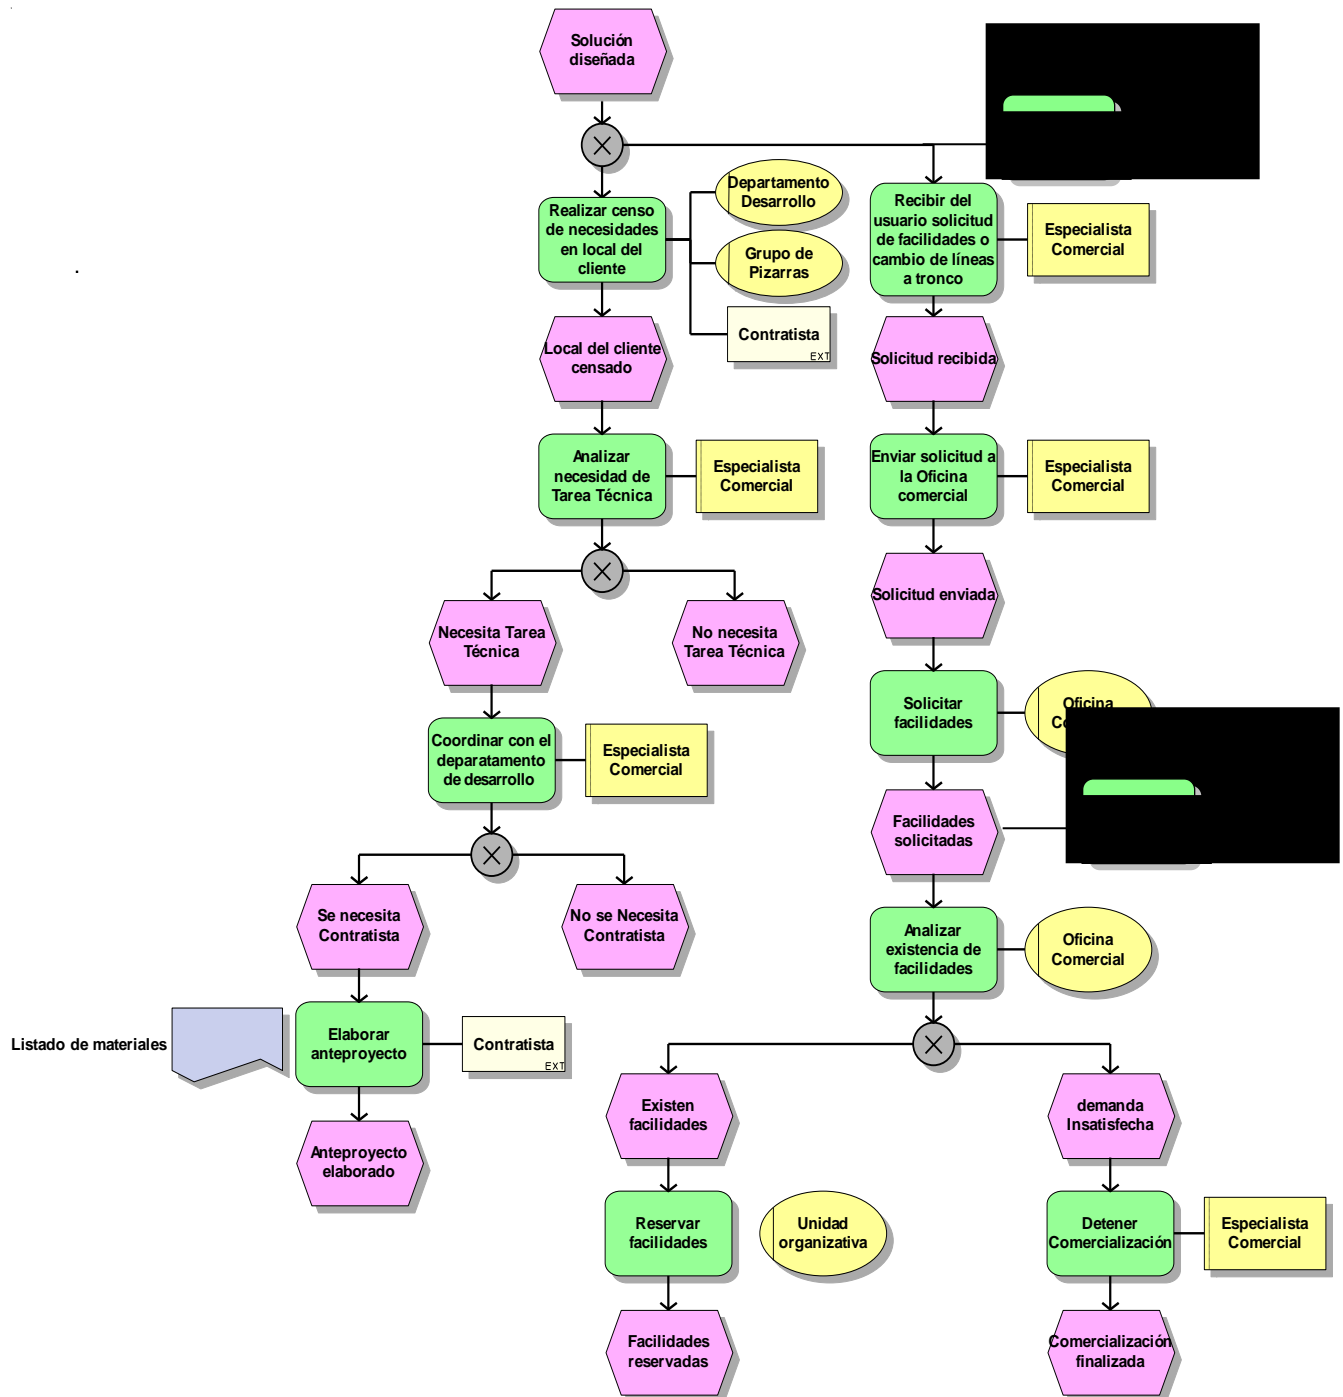 Solución
diseñada
Departamento
Desarrollo
Realizar censo
de necesidades
en local del
cliente
Grupo de
Pizarras
Contratista
EXT
Recibir del
usuario solicitud
de facilidades o
cambio de líneas
a tronco
Especialista
Comercial
Local del cliente
censado
Solicitud recibida
Analizar
necesidad de
Tarea Técnica
Especialista
Comercial
Enviar solicitud a
la Oficina
comercial
Especialista
Comercial
Necesita Tarea
Técnica
No necesita
Tarea Técnica
Solicitud enviada
Solicitar
facilidades
Oficina
Coordinar con el
deparatamento
de desarrollo
Especialista
Comercial
Facilidades
solicitadas
Se necesita
Contratista
No se Necesita
Contratista
Analizar
existencia de
facilidades
Oficina
Comercial
Listado de materiales
Elaborar
anteproyecto
Contratista
EXT
Existen
facilidades
demanda
Insatisfecha
Anteproyecto
elaborado
Reservar
facilidades
Unidad
organizativa
Detener
Comercialización
Especialista
Comercial
Facilidades
reservadas
Comercialización
finalizada